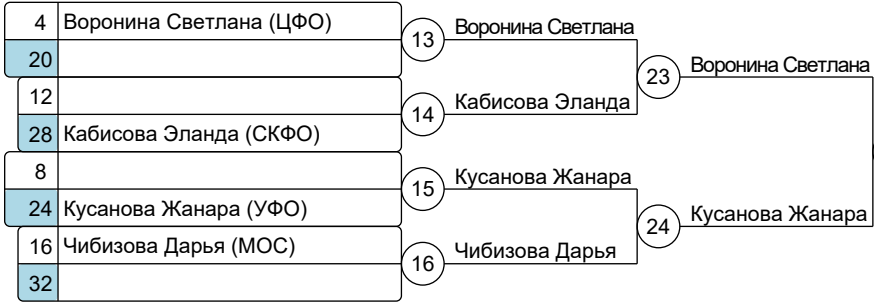 4 Воронина Светлана (ЦФО)
20
13 Воронина Светлана
12
28 Кабисова Эланда (СКФО)
14 Кабисова Эланда
23 Воронина Светлана
8
24 Кусанова Жанара (УФО)
15 Кусанова Жанара
16 Чибизова Дарья (МОС)
32
16 Чибизова Дарья
24 Кусанова Жанара